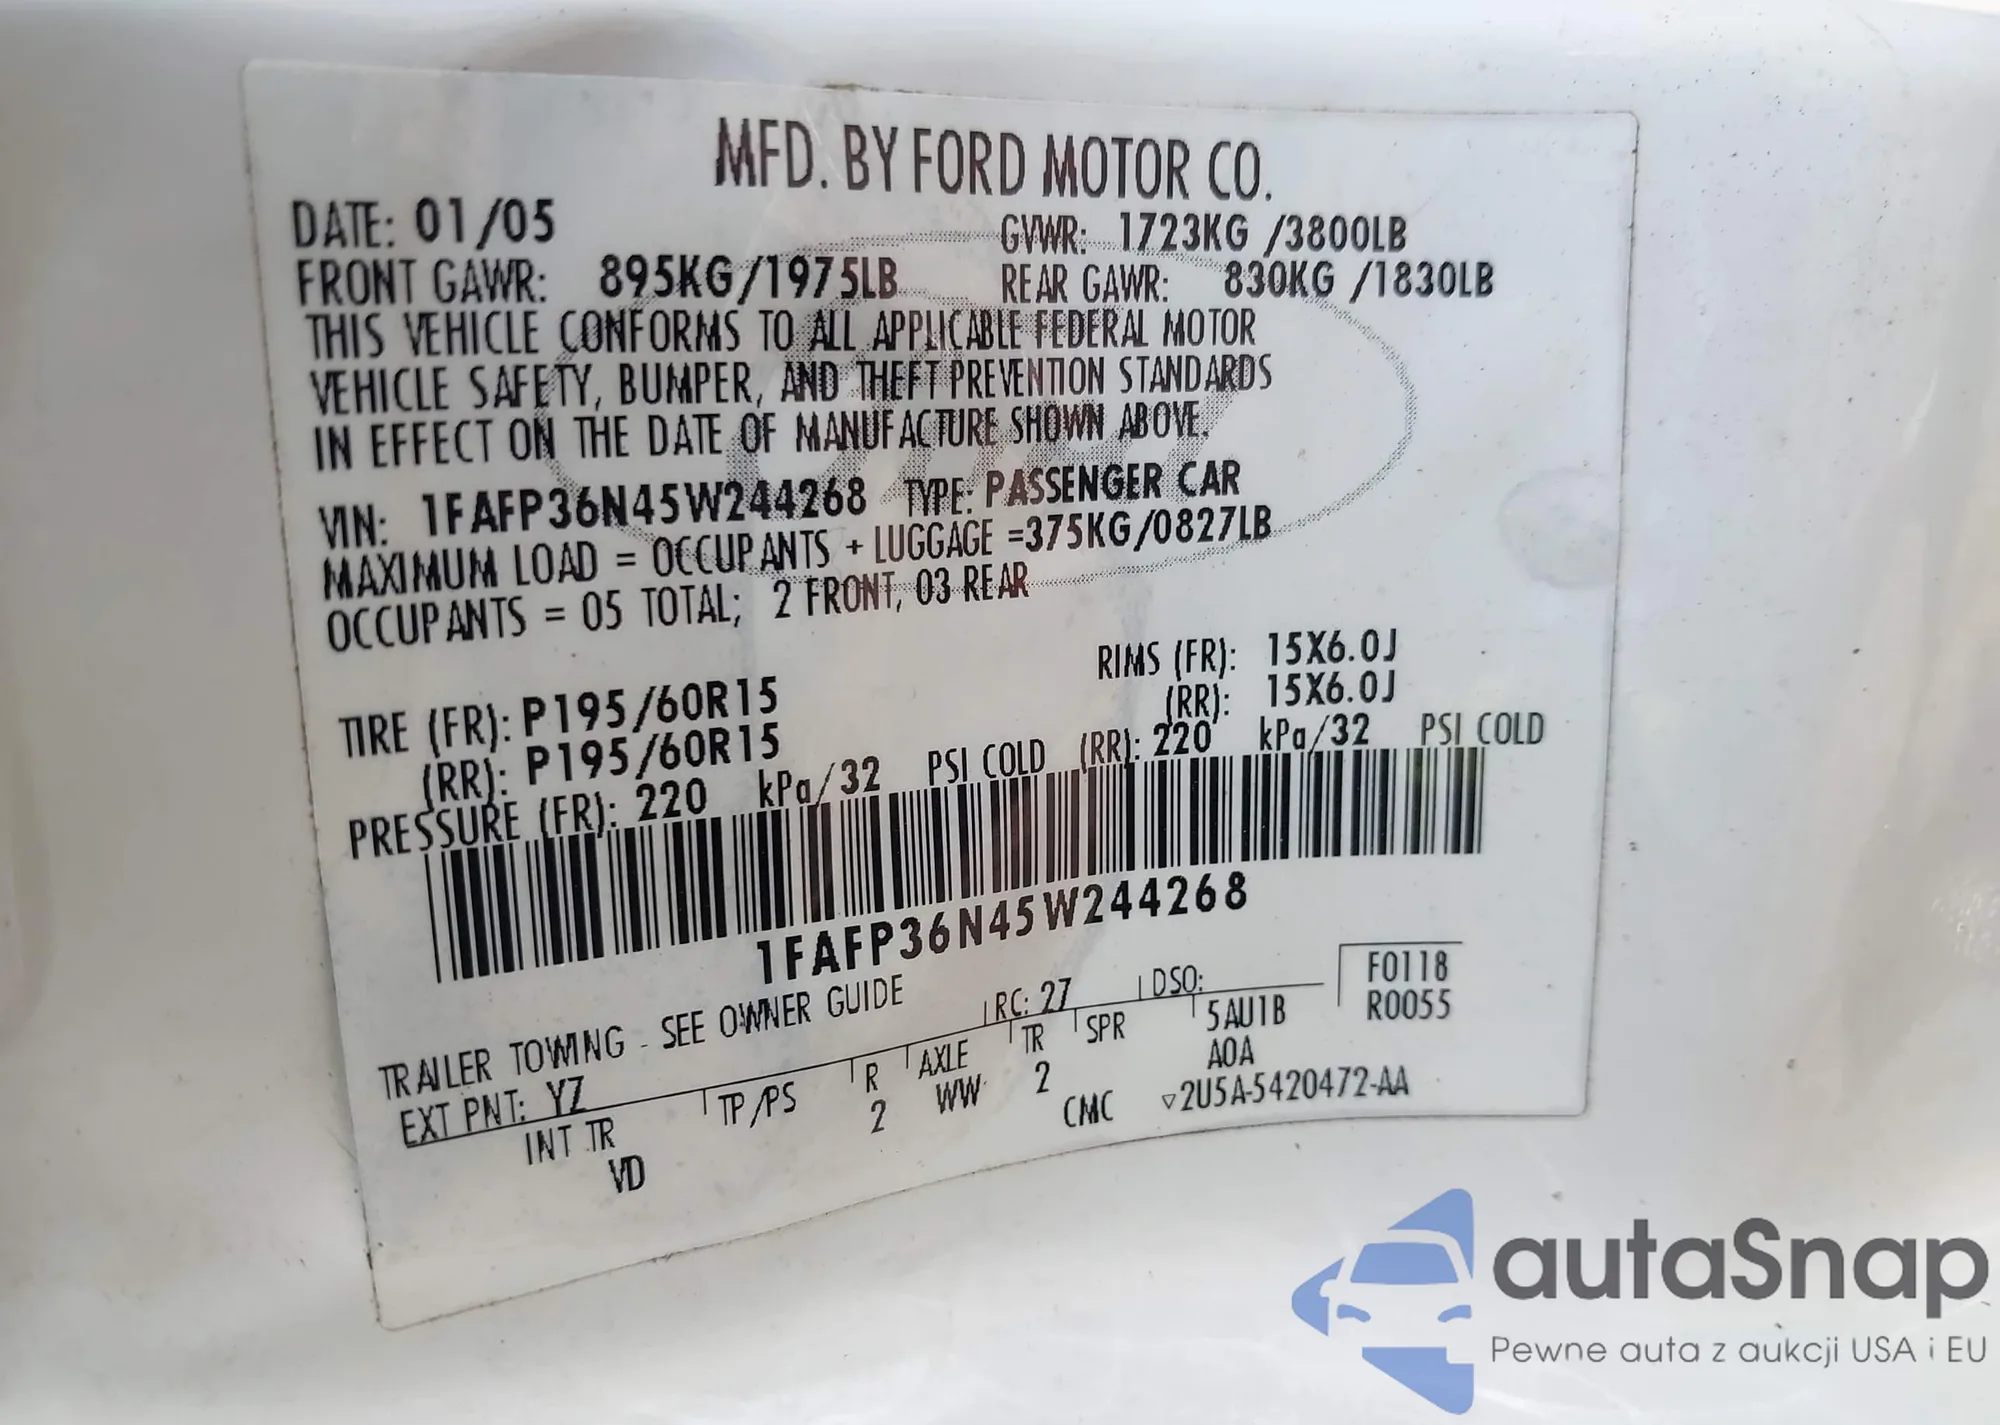 MFD. BY FORD MOTOR CO.
DATE: 01/05
GVWR: 1723KG /3800LB
FRONT GAWR: 895KG/1975LB
REAR GAWR: 830KG /1830LB
THIS VEHICLE CONFORMS TO ALL APPLICABLE FEDERAL MOTOR
VEHICLE SAFETY, BUMPER, AND THEFT PREVENTION STANDARDS
IN EFFECT ON THE DATE OF MANUFACTURE SHOWN ABOVE.
VIN: 1FAFP36N45W244268 TYPE: PASSENGER CAR
MAXIMUM LOAD = OCCUPANTS + LUGGAGE =375KG/0827LB
OCCUPANTS = 05 TOTAL; 2 FRONT, 03 REAR
TIRE (FR): P195/60R15
RIMS (FR): 15X6.0J
(RR): P195/60R15
(RR): 15X6.0J
PRESSURE (FR): 220 kPa/32 PSI COLD (RR): 220 kPa/32 PSI COLD
1FAFP36N45W244268
TRAILER TOWING - SEE OWNER GUIDE
F0118
R0055
EXT PNT: YZ
RC: 27
DSO:
INT TR
TP/PS
R
AXLE
TR
SPR
5AU1B
VD
2
WW
2
A0A
CMC
▽2U5A-5420472-AA
autaSnap
Pewne auta z aukcji USA i EU